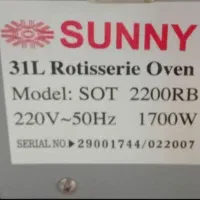 SUNNY
31L Rotisserie Oven
Model: SOT 2200RB
220V~50Hz 1700W
SERIAL NO.▶29001744/022007